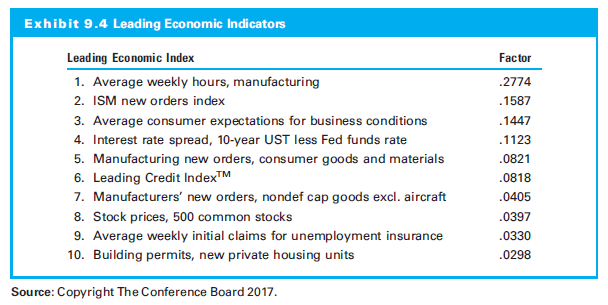 Exhibit 9.4 Leading Economic Indicators
Leading Economic Index Factor
1. Average weekly hours, manufacturing .2774
2. ISM new orders index .1587
3. Average consumer expectations for business conditions .1447
4. Interest rate spread, 10-year UST less Fed funds rate .1123
5. Manufacturing new orders, consumer goods and materials .0821
6. Leading Credit Index™ .0818
7. Manufacturers' new orders, nondef cap goods excl. aircraft .0405
8. Stock prices, 500 common stocks .0397
9. Average weekly initial claims for unemployment insurance .0330
10. Building permits, new private housing units .0298
Source: Copyright The Conference Board 2017.